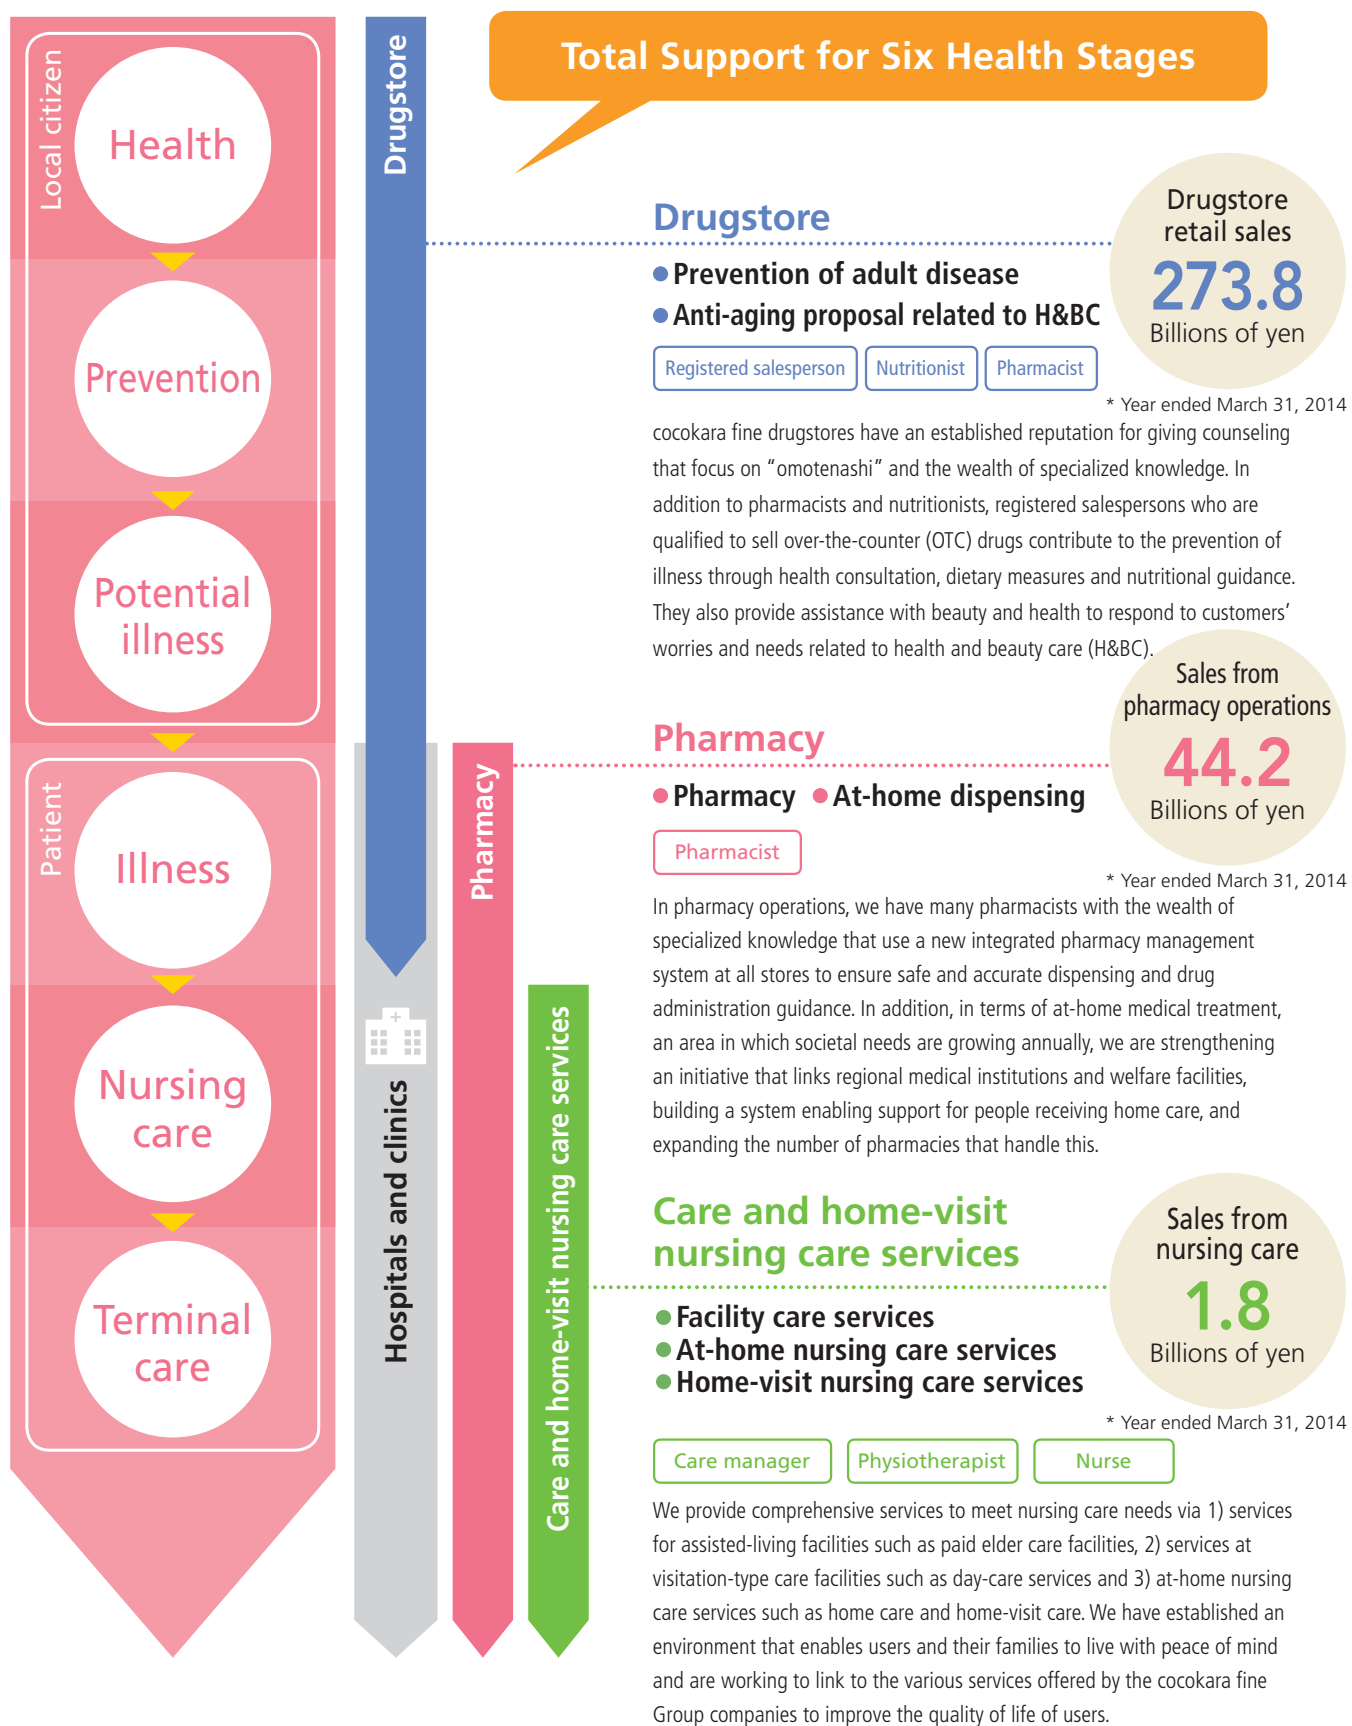 Total Support for Six Health Stages
Local citizen
Health
Prevention
Potential
illness
Patient
Illness
Nursing
care
Terminal
care
Drugstore
Hospitals and clinics
Pharmacy
Care and home-visit nursing care services
Drugstore
Prevention of adult disease
Anti-aging proposal related to H&BC
Registered salesperson
Nutritionist
Pharmacist
Drugstore
retail sales
273.8
Billions of yen
* Year ended March 31, 2014
cocokara fine drugstores have an established reputation for giving counseling
that focus on “omotenashi” and the wealth of specialized knowledge. In
addition to pharmacists and nutritionists, registered salespersons who are
qualified to sell over-the-counter (OTC) drugs contribute to the prevention of
illness through health consultation, dietary measures and nutritional guidance.
They also provide assistance with beauty and health to respond to customers’
worries and needs related to health and beauty care (H&BC).
Pharmacy
Pharmacy
At-home dispensing
Pharmacist
Sales from
pharmacy operations
44.2
Billions of yen
* Year ended March 31, 2014
In pharmacy operations, we have many pharmacists with the wealth of
specialized knowledge that use a new integrated pharmacy management
system at all stores to ensure safe and accurate dispensing and drug
administration guidance. In addition, in terms of at-home medical treatment,
an area in which societal needs are growing annually, we are strengthening
an initiative that links regional medical institutions and welfare facilities,
building a system enabling support for people receiving home care, and
expanding the number of pharmacies that handle this.
Care and home-visit
nursing care services
Facility care services
At-home nursing care services
Home-visit nursing care services
Sales from
nursing care
1.8
Billions of yen
* Year ended March 31, 2014
Care manager
Physiotherapist
Nurse
We provide comprehensive services to meet nursing care needs via 1) services
for assisted-living facilities such as paid elder care facilities, 2) services at
visitation-type care facilities such as day-care services and 3) at-home nursing
care services such as home care and home-visit care. We have established an
environment that enables users and their families to live with peace of mind
and are working to link to the various services offered by the cocokara fine
Group companies to improve the quality of life of users.